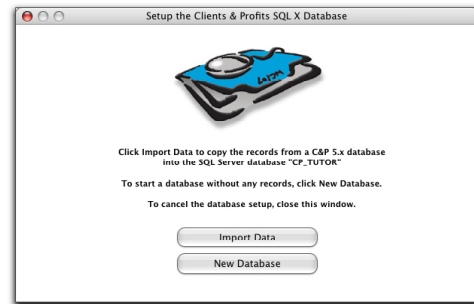 Setup the Clients & Profits SQL X Database
Click Import Data to copy the records from a C&P 5.x database
into the SQL Server database "CP_TUTOR"
To start a database without any records, click New Database.
To cancel the database setup, close this window.
Import Data
New Database